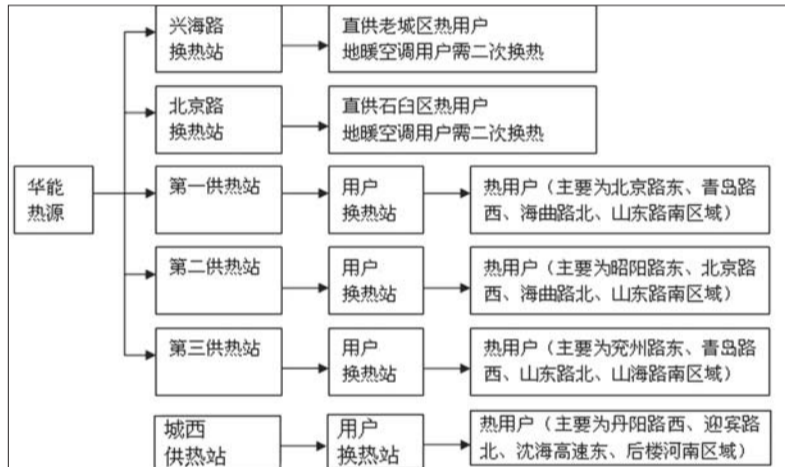 兴海路
换热站
直供老城区热用户
地暖空调用户需二次换热
北京路
换热站
直供石臼区热用户
地暖空调用户需二次换热
华能
热源
第一供热站
用户
换热站
热用户（主要为北京路东、青岛路
西、海曲路北、山东路南区域）
第二供热站
用户
换热站
热用户（主要为昭阳路东、北京路
西、海曲路北、山东路南区域）
第三供热站
用户
换热站
热用户（主要为兖州路东、青岛路
西、山东路北、山海路南区域）
城西
供热站
用户
换热站
热用户（主要为丹阳路西、迎宾路
北、沈海高速东、后楼河南区域）